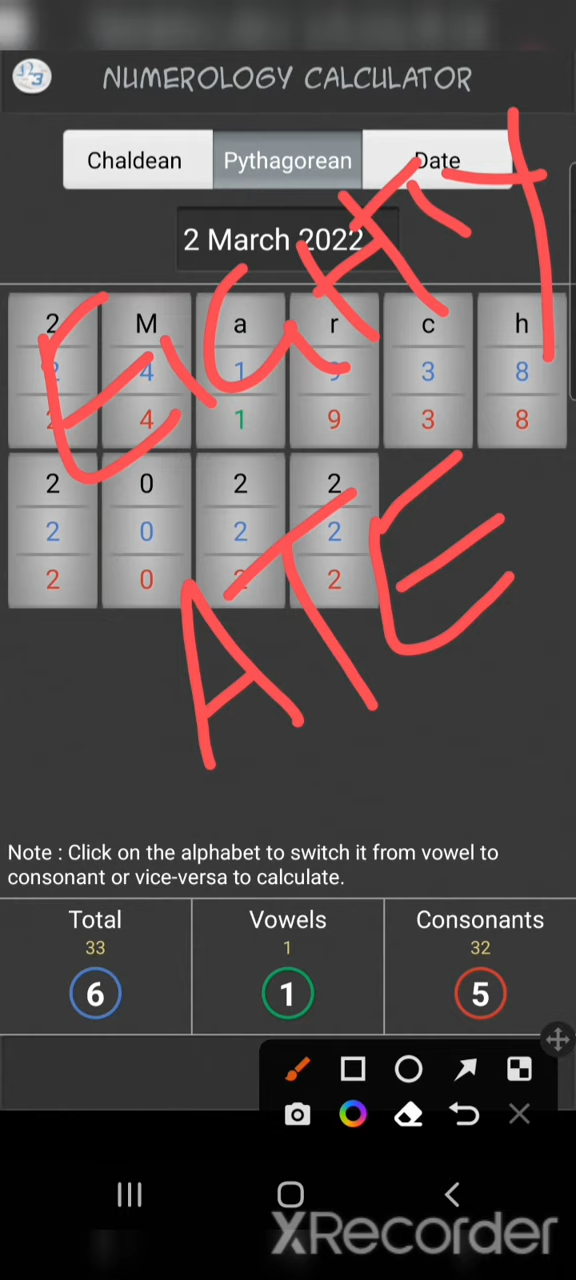 NUMEROLOGY CALCULATOR
Chaldean Pythagorean Date
2 March 2022
2 M a r c h
2 4 1 9 3 8
2 4 1 9 3 8
EIGHTY
2 0 2 2
2 0 2 2
2 0 2 2
ATE
Note : Click on the alphabet to switch it from vowel to
consonant or vice-versa to calculate.
Total Vowels Consonants
33 1 32
6 1 5
XRecorder